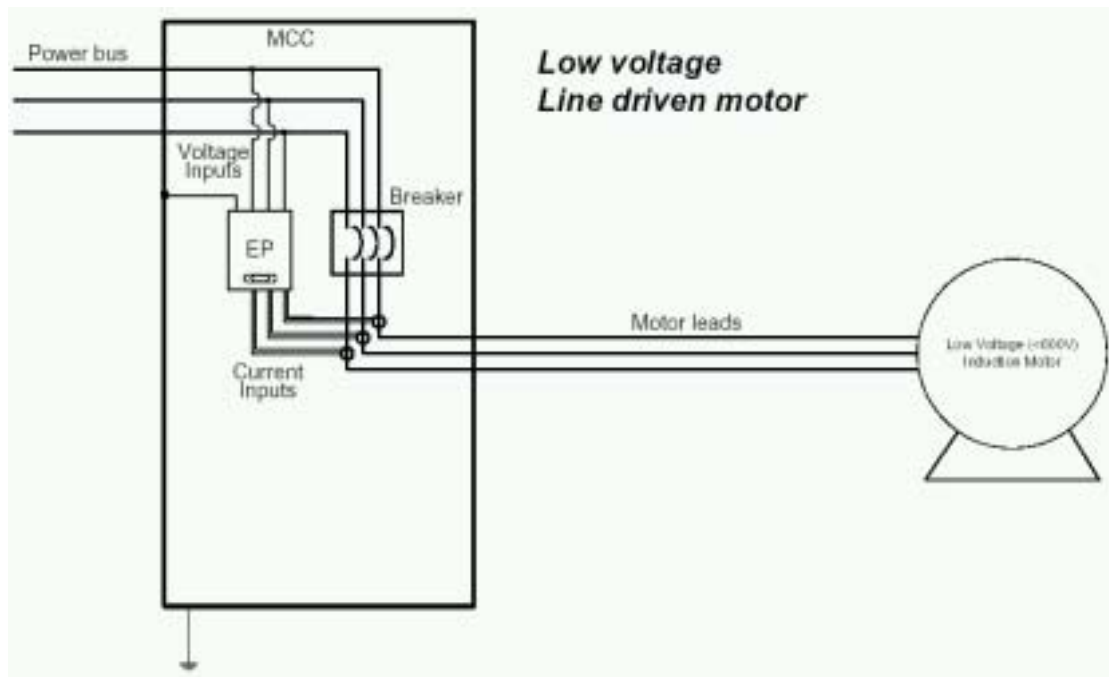 MCC
Power bus
Low voltage
Line driven motor
Voltage
Inputs
Breaker
EP
Motor leads
Low Voltage (<600V)
Induction Motor
Current
Inputs